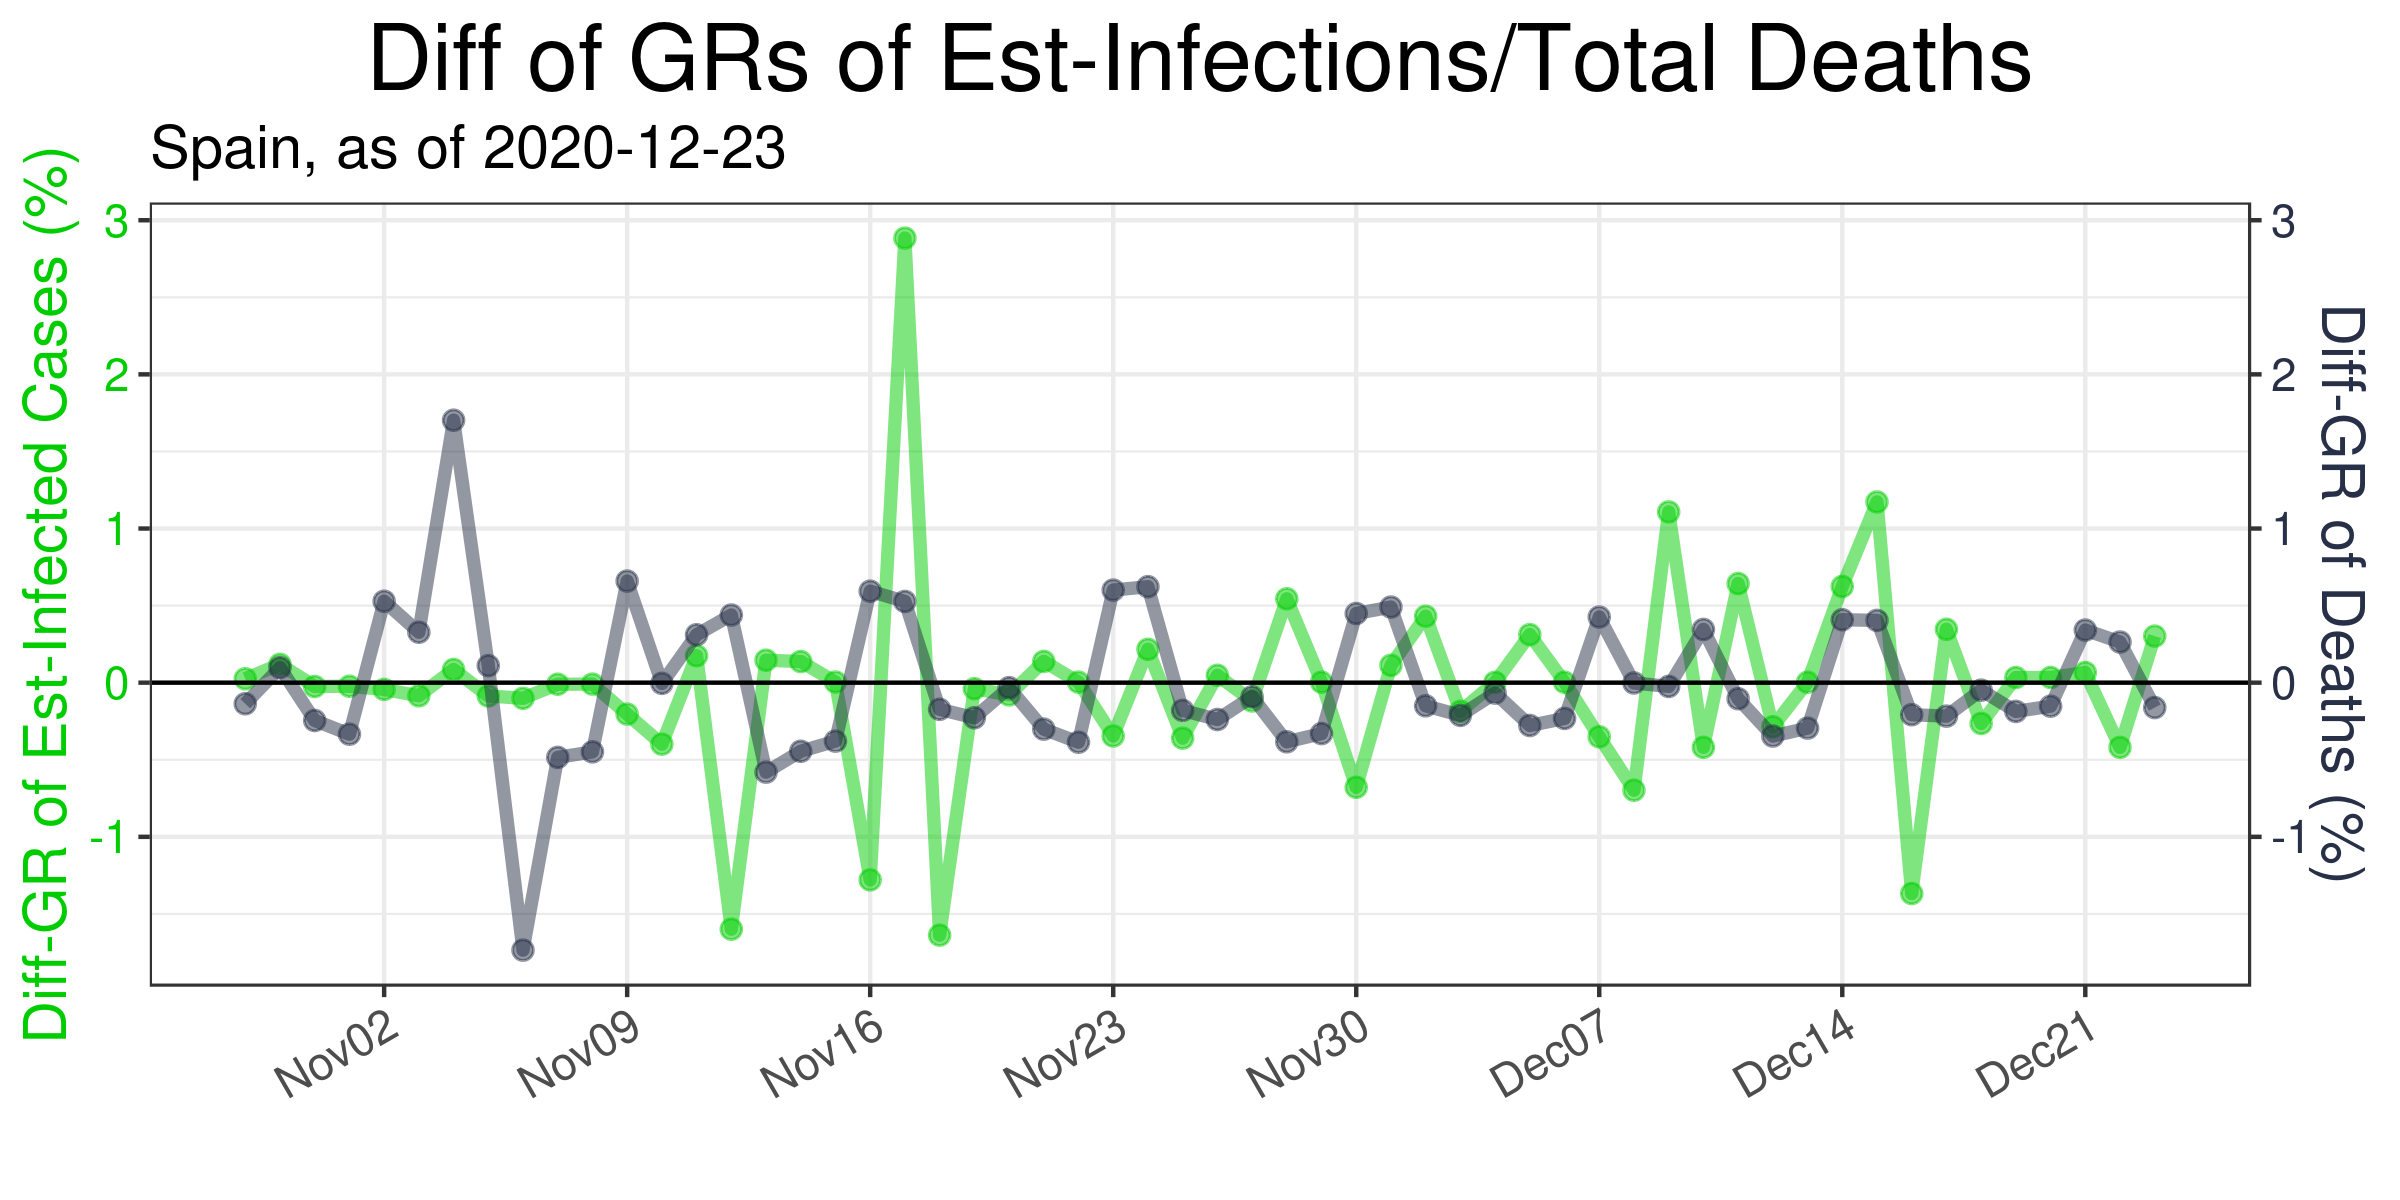 Diff of GRs of Est-Infections/Total Deaths
Spain, as of 2020-12-23
Diff-GR of Est-Infected Cases (%)
3
2
1
0
-1
3
2
1
0
-1
Diff-GR of Deaths (%)
Nov02
Nov09
Nov16
Nov23
Nov30
Dec07
Dec14
Dec21